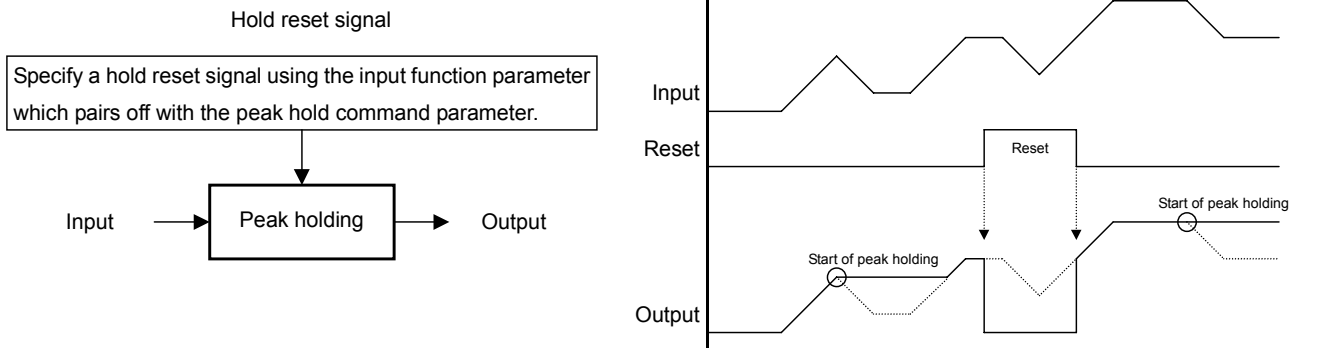 Hold reset signal
Specify a hold reset signal using the input function parameter
which pairs off with the peak hold command parameter.
Input
Peak holding
Output
Input
Reset
Reset
Start of peak holding
Start of peak holding
Output